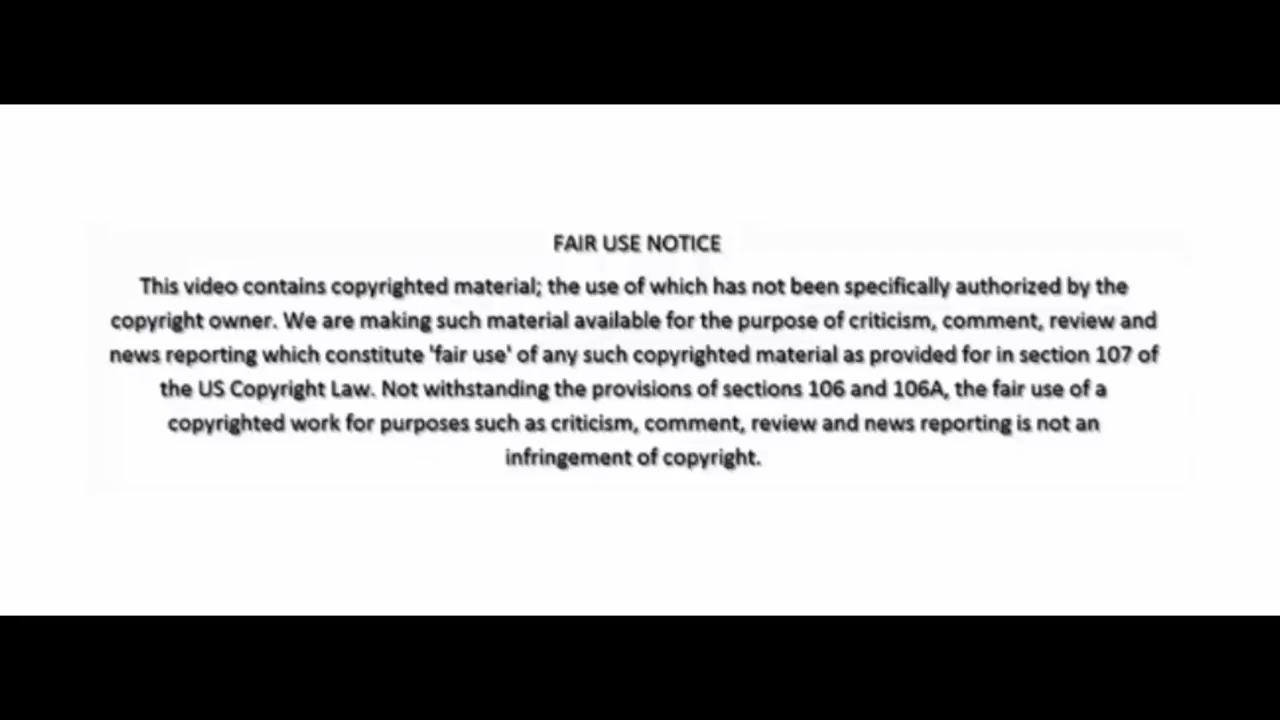 FAIR USE NOTICE
This video contains copyrighted material; the use of which has not been specifically authorized by the
copyright owner. We are making such material available for the purpose of criticism, comment, review and
news reporting which constitute 'fair use' of any such copyrighted material as provided for in section 107 of
the US Copyright Law. Not withstanding the provisions of sections 106 and 106A, the fair use of a
copyrighted work for purposes such as criticism, comment, review and news reporting is not an
infringement of copyright.